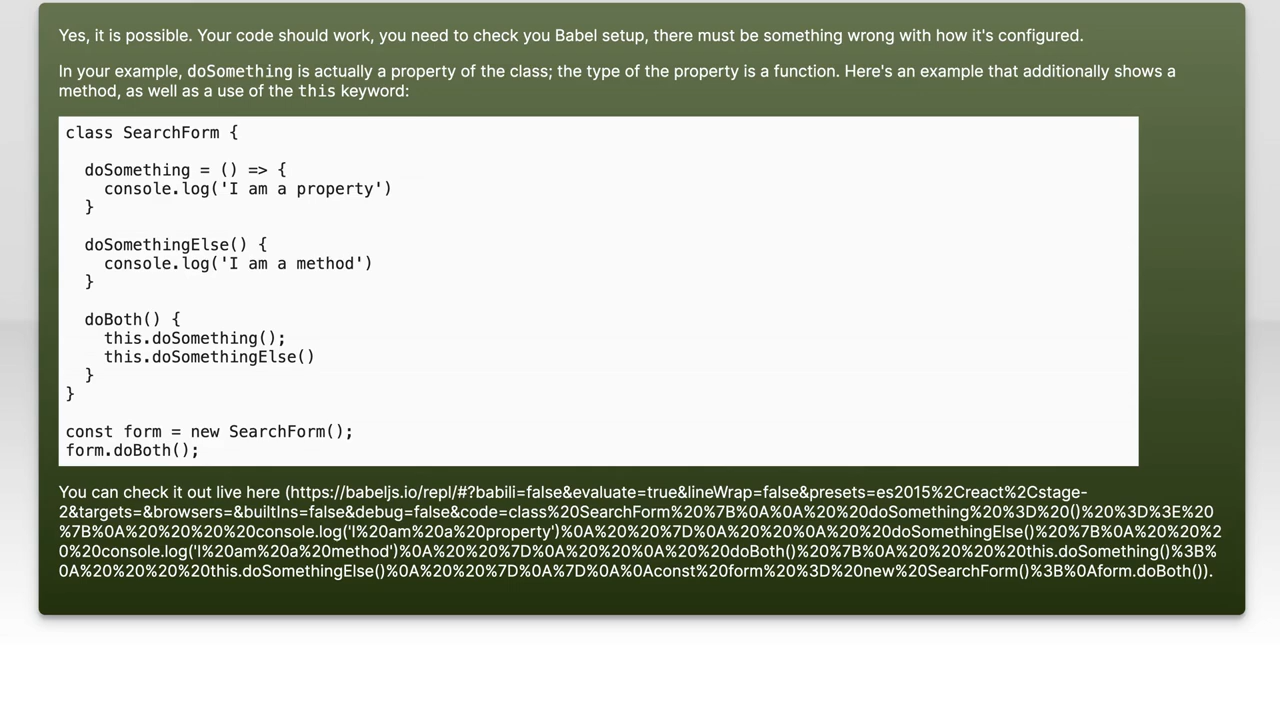 Yes, it is possible. Your code should work, you need to check you Babel setup, there must be something wrong with how it's configured.
In your example, doSomething is actually a property of the class; the type of the property is a function. Here's an example that additionally shows a
method, as well as a use of the this keyword:
class SearchForm {
  doSomething = () => {
    console.log('I am a property')
  }
  doSomethingElse() {
    console.log('I am a method')
  }
  doBoth() {
    this.doSomething();
    this.doSomethingElse()
  }
}
const form = new SearchForm();
form.doBoth();
You can check it out live here (https://babeljs.io/repl/#?babili=false&evaluate=true&lineWrap=false&presets=es2015%2Creact%2Cstage-
2&targets=&browsers=&builtIns=false&debug=false&code=class%20SearchForm%20%7B%0A%0A%20%20doSomething%20%3D%20()%20%3D%3E%20
%7B%0A%20%20%20%20console.log('I%20am%20a%20property')%0A%20%20%7D%0A%20%20%0A%20%20doSomethingElse()%20%7B%0A%20%20%2
0%20console.log('I%20am%20a%20method')%0A%20%20%7D%0A%20%20%0A%20%20doBoth()%20%7B%0A%20%20%20%20this.doSomething()%3B%
0A%20%20%20%20this.doSomethingElse()%0A%20%20%7D%0A%7D%0A%0Aconst%20form%20%3D%20new%20SearchForm()%3B%0Aform.doBoth()).